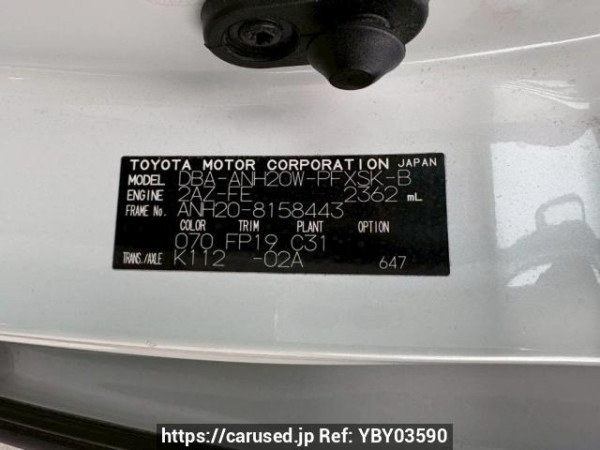 TOYOTA MOTOR CORPORATION JAPAN
MODEL DBA-ANH20W-PFXSK-B
ENGINE 2AZ-FE 2362 mL
FRAME No. ANH20-8158443
COLOR TRIM PLANT OPTION
070 FP19 C31
TRANS./AXLE K112 -02A 647
https://carused.jp Ref: YBY03590